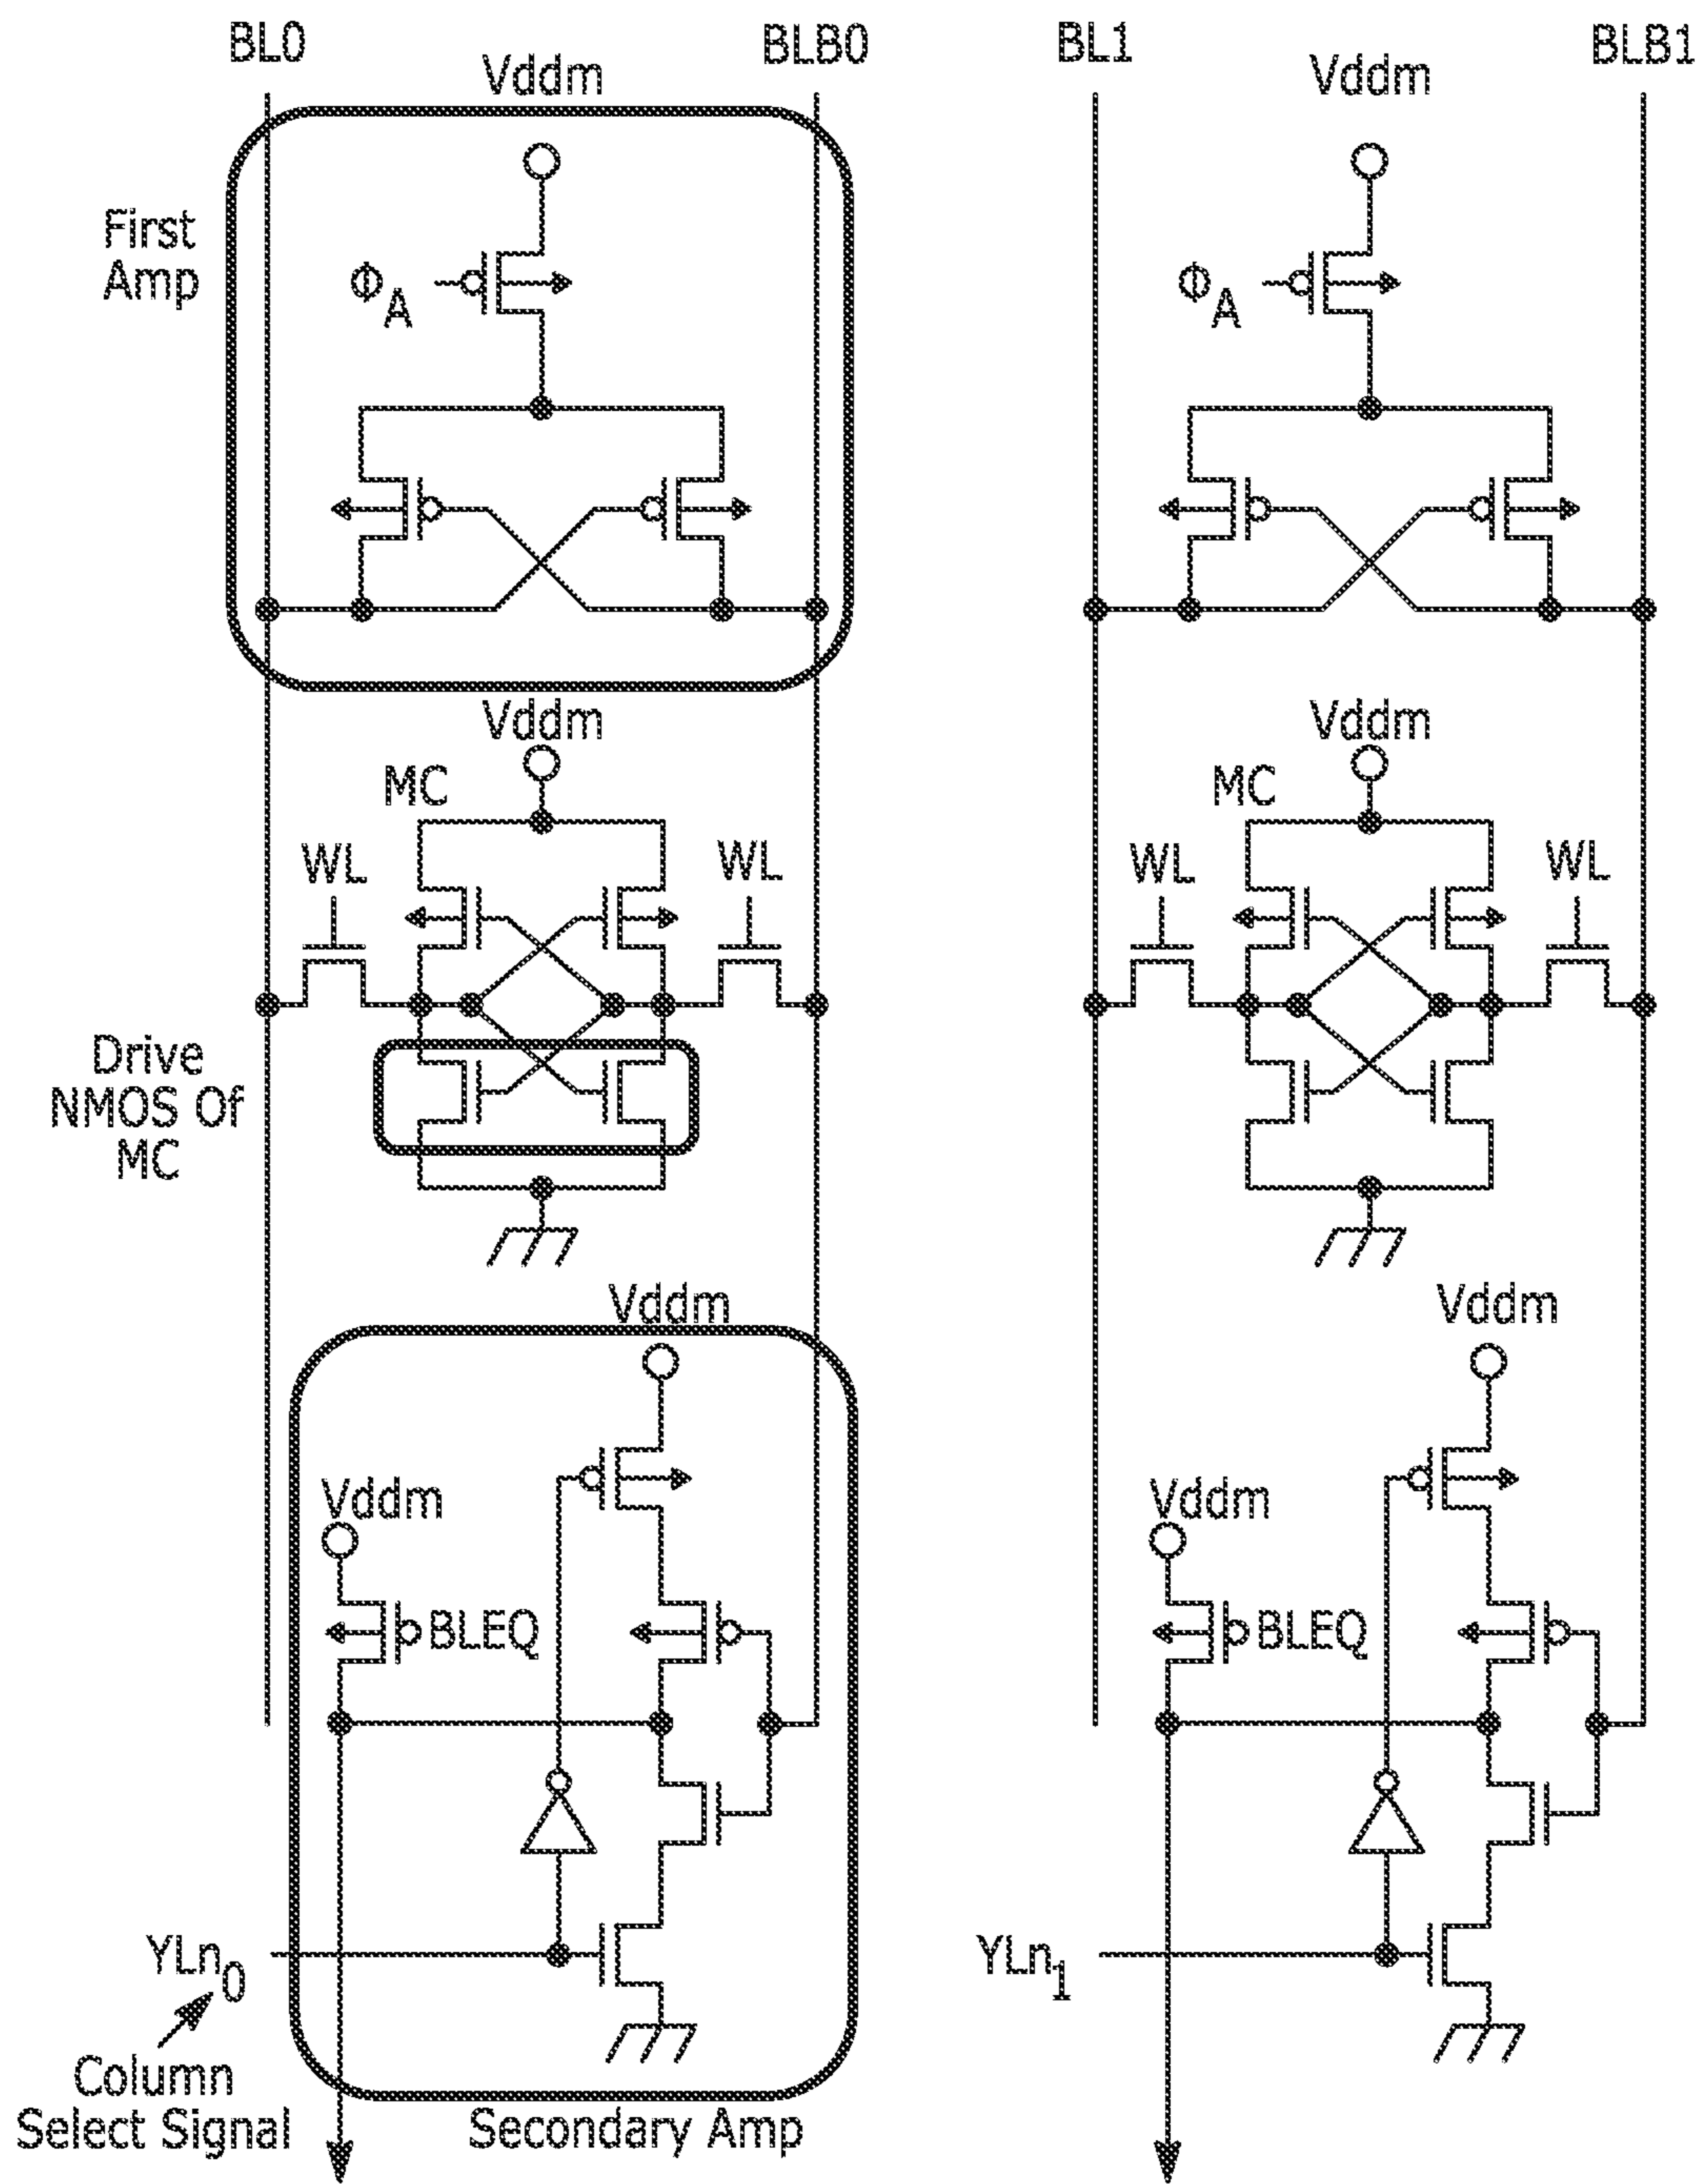 BL0
BLB0
BL1
BLB1
Vddm
Vddm
First
Amp
ΦA
ΦA
Vddm
Vddm
MC
MC
WL
WL
WL
WL
Drive
NMOS Of
MC
Vddm
Vddm
Vddm
Vddm
BLEQ
BLEQ
YLn0
YLn1
Column
Select Signal
Secondary Amp